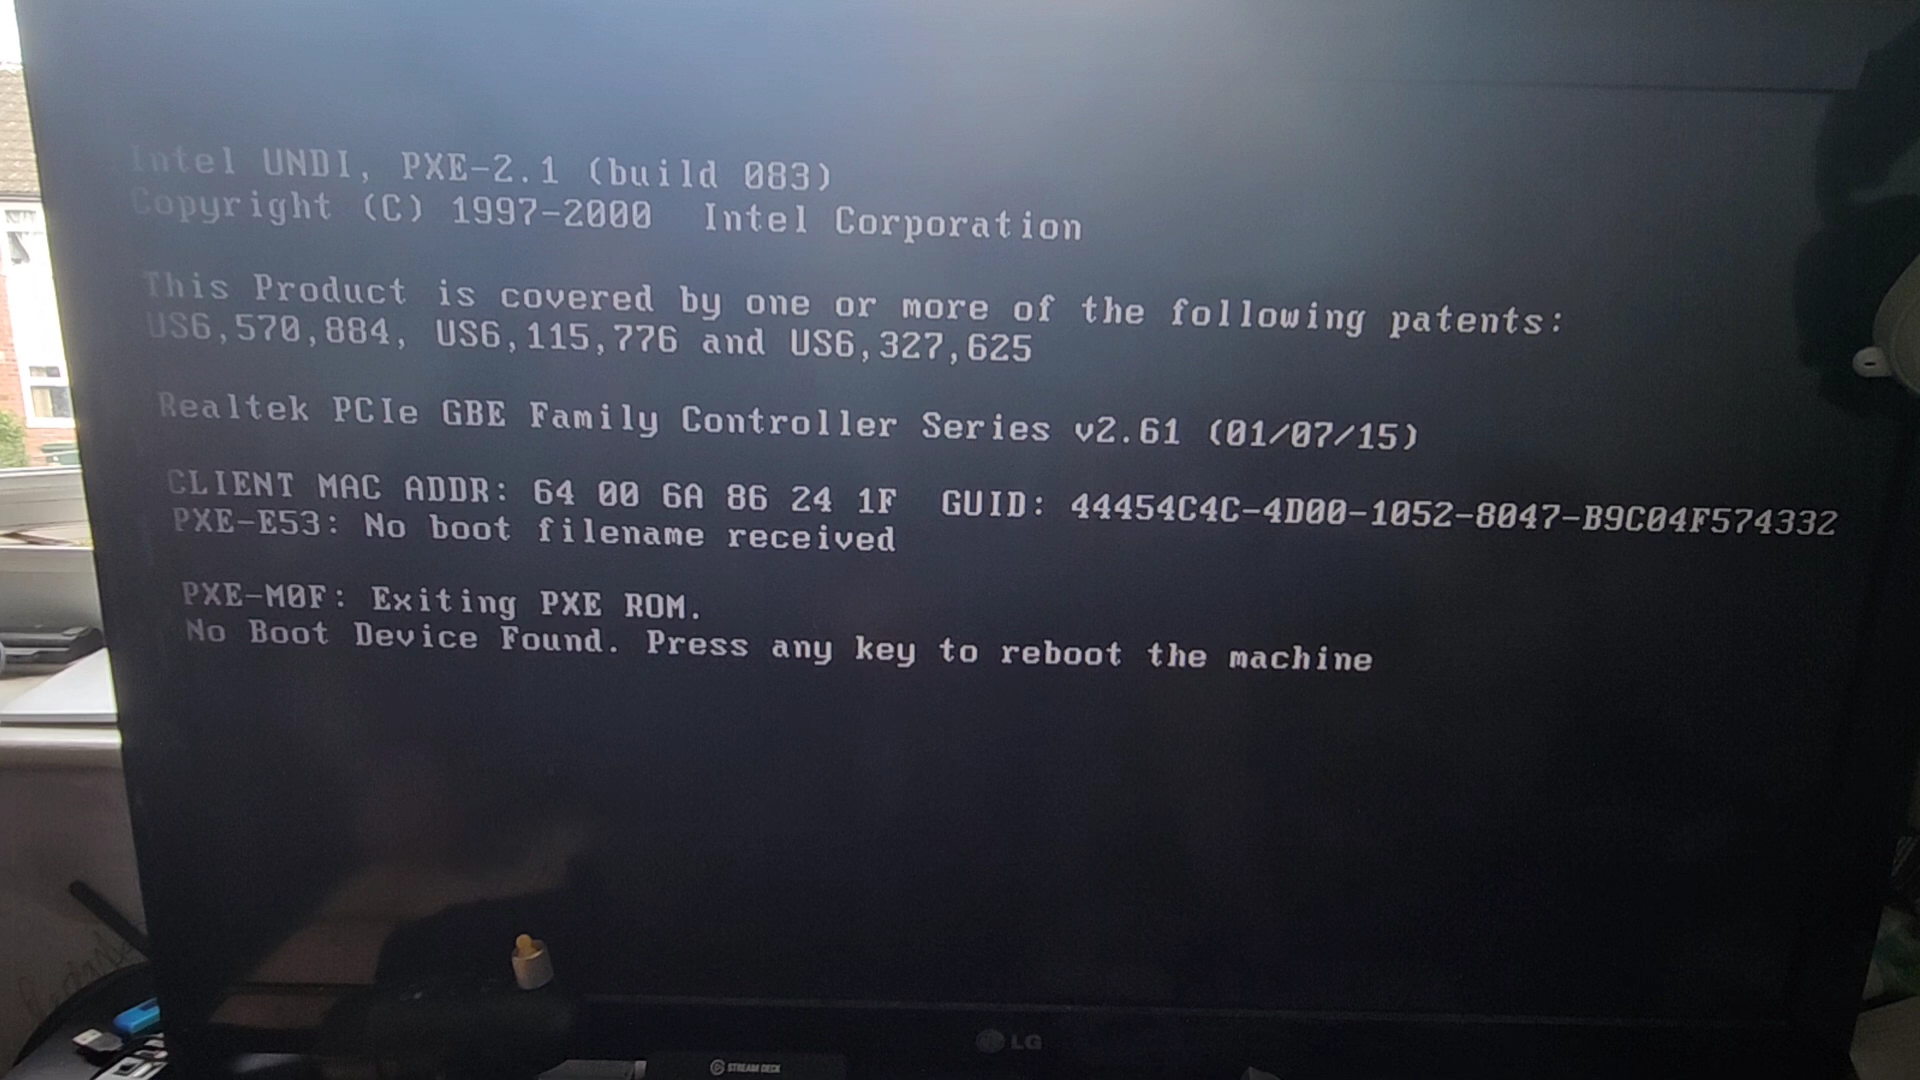 Intel UNDI, PXE-2.1 (build 083)
Copyright (C) 1997-2000  Intel Corporation
This Product is covered by one or more of the following patents:
US6,570,884, US6,115,776 and US6,327,625
Realtek PCIe GBE Family Controller Series v2.61 (01/07/15)
CLIENT MAC ADDR: 64 00 6A 86 24 1F  GUID: 44454C4C-4D00-1052-8047-B9C04F574332
PXE-E53: No boot filename received
PXE-M0F: Exiting PXE ROM.
No Boot Device Found. Press any key to reboot the machine
LG
STREAM DECK